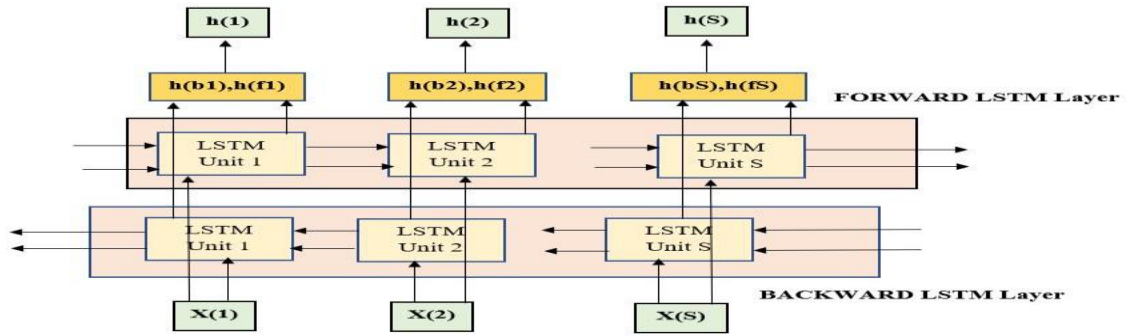 h(1) h(2) h(S)
h(b1),h(f1) h(b2),h(f2) h(bS),h(fS)
FORWARD LSTM Layer
LSTM LSTM LSTM
Unit 1 Unit 2 Unit S
LSTM LSTM LSTM
Unit 1 Unit 2 Unit S
BACKWARD LSTM Layer
X(1) X(2) X(S)